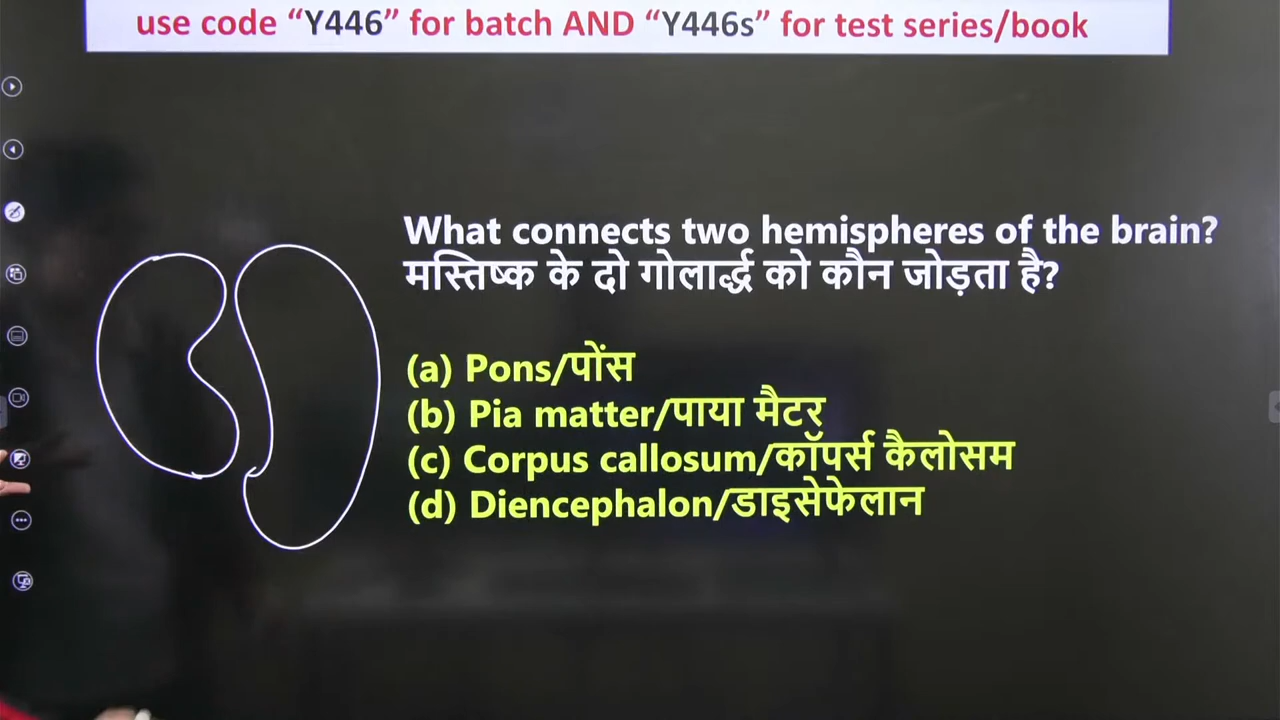 use code “Y446” for batch AND “Y446s” for test series/book
What connects two hemispheres of the brain?
मस्तिष्क के दो गोलार्द्ध को कौन जोड़ता है?
(a) Pons/पोंस
(b) Pia matter/पाया मैटर
(c) Corpus callosum/कॉपर्स कैलोसम
(d) Diencephalon/डाइसेफेलान